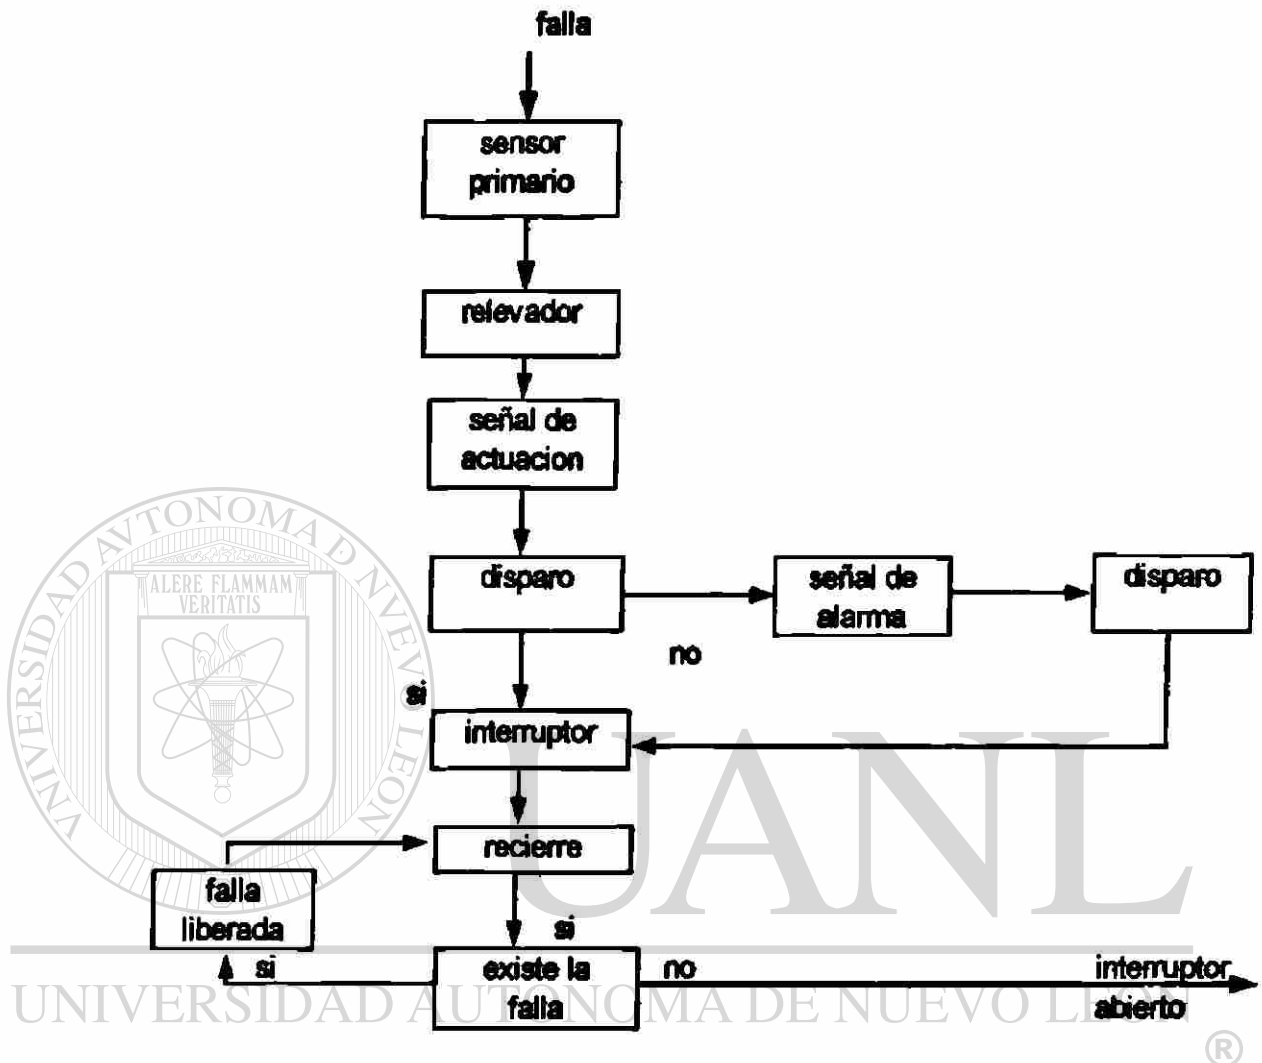 falla
sensor
primario
relevador
señal de
actuacion
disparo
señal de
alarma
disparo
no
si
interruptor
recierre
falla
liberada
si
si
existe la
falla
no
interruptor
abierto
UNIVERSIDAD AUTONOMA DE NUEVO LEON
ALERE FLAMMAM
VERITATIS
UANL
UNIVERSIDAD AUTÓNOMA DE NUEVO LEÓN
®